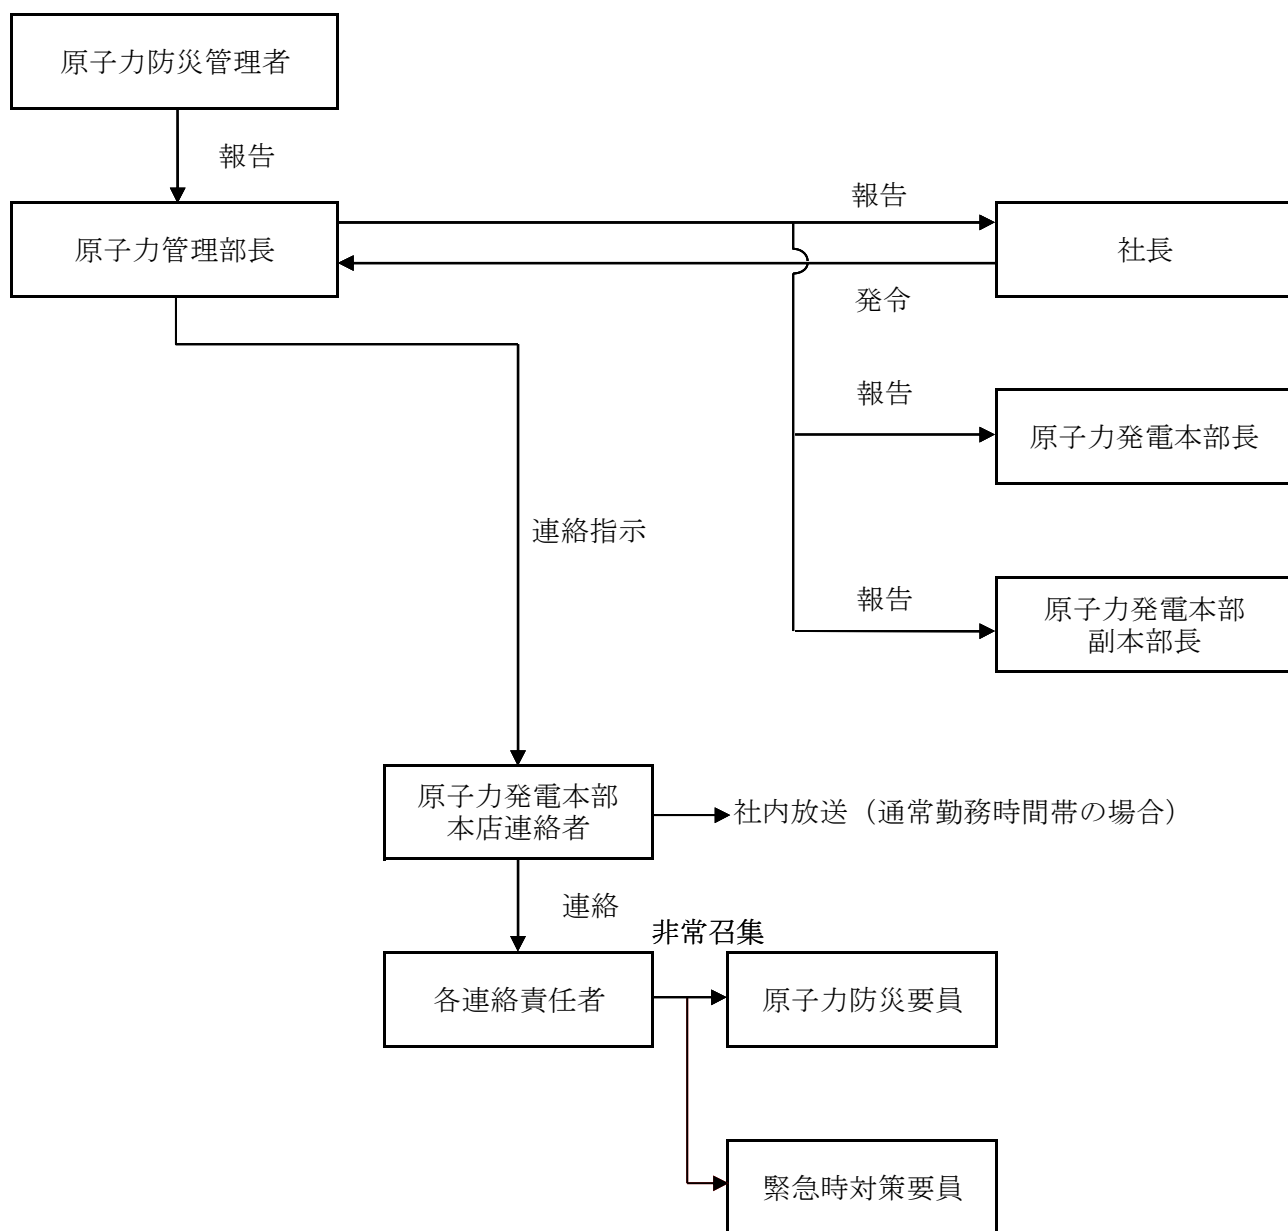 原子力防災管理者
報告
原子力管理部長
報告
社長
発令
報告
原子力発電本部長
連絡指示
報告
原子力発電本部
副本部長
原子力発電本部
本店連絡者
社内放送（通常勤務時間帯の場合）
連絡
非常召集
各連絡責任者
原子力防災要員
緊急時対策要員